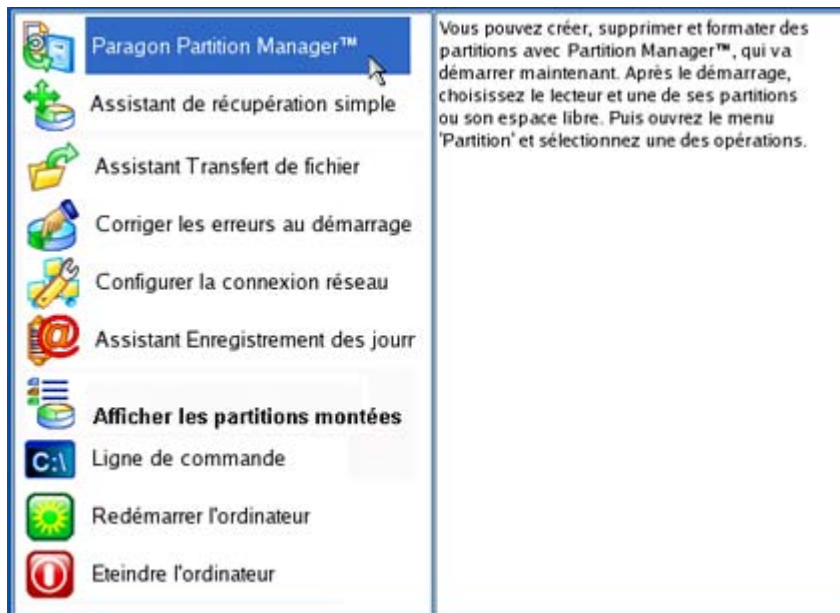 Paragon Partition Manager™
Assistant de récupération simple
Assistant Transfert de fichier
Corriger les erreurs au démarrage
Configurer la connexion réseau
Assistant Enregistrement des jourr
Afficher les partitions montées
C:\
Ligne de commande
Redémarrer l'ordinateur
Eteindre l'ordinateur
Vous pouvez créer, supprimer et formater des
partitions avec Partition Manager™, qui va
démarrer maintenant. Après le démarrage,
choisissez le lecteur et une de ses partitions
ou son espace libre. Puis ouvrez le menu
'Partition' et sélectionnez une des opérations.